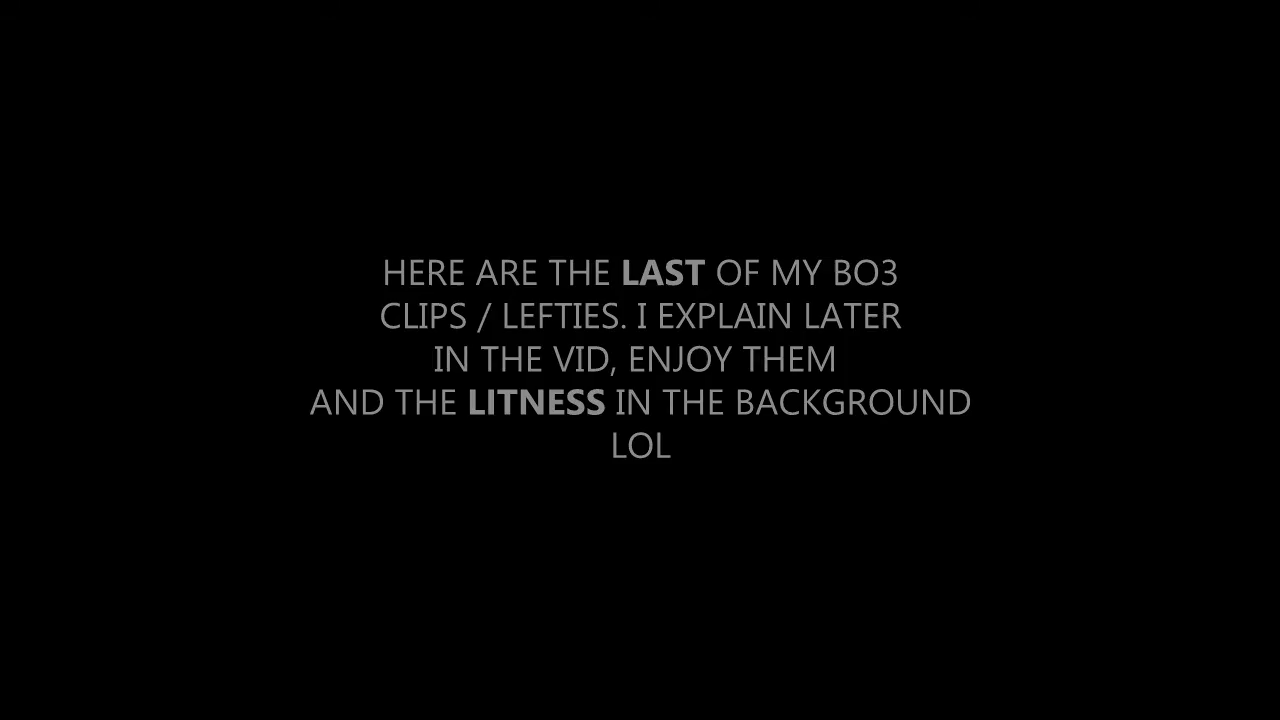 HERE ARE THE LAST OF MY BO3
CLIPS / LEFTIES. I EXPLAIN LATER
IN THE VID, ENJOY THEM
AND THE LITNESS IN THE BACKGROUND
LOL